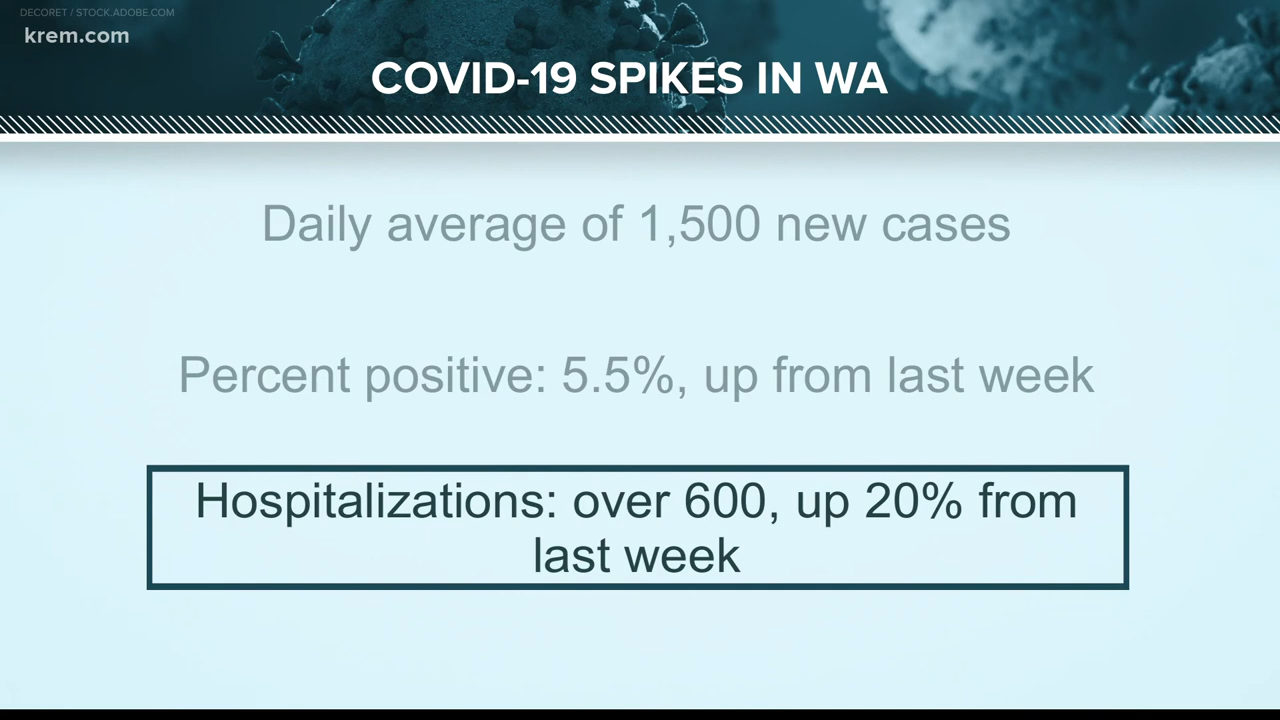 DECORET / STOCK.ADOBE.COM
krem.com
COVID-19 SPIKES IN WA
Daily average of 1,500 new cases
Percent positive: 5.5%, up from last week
Hospitalizations: over 600, up 20% from
last week